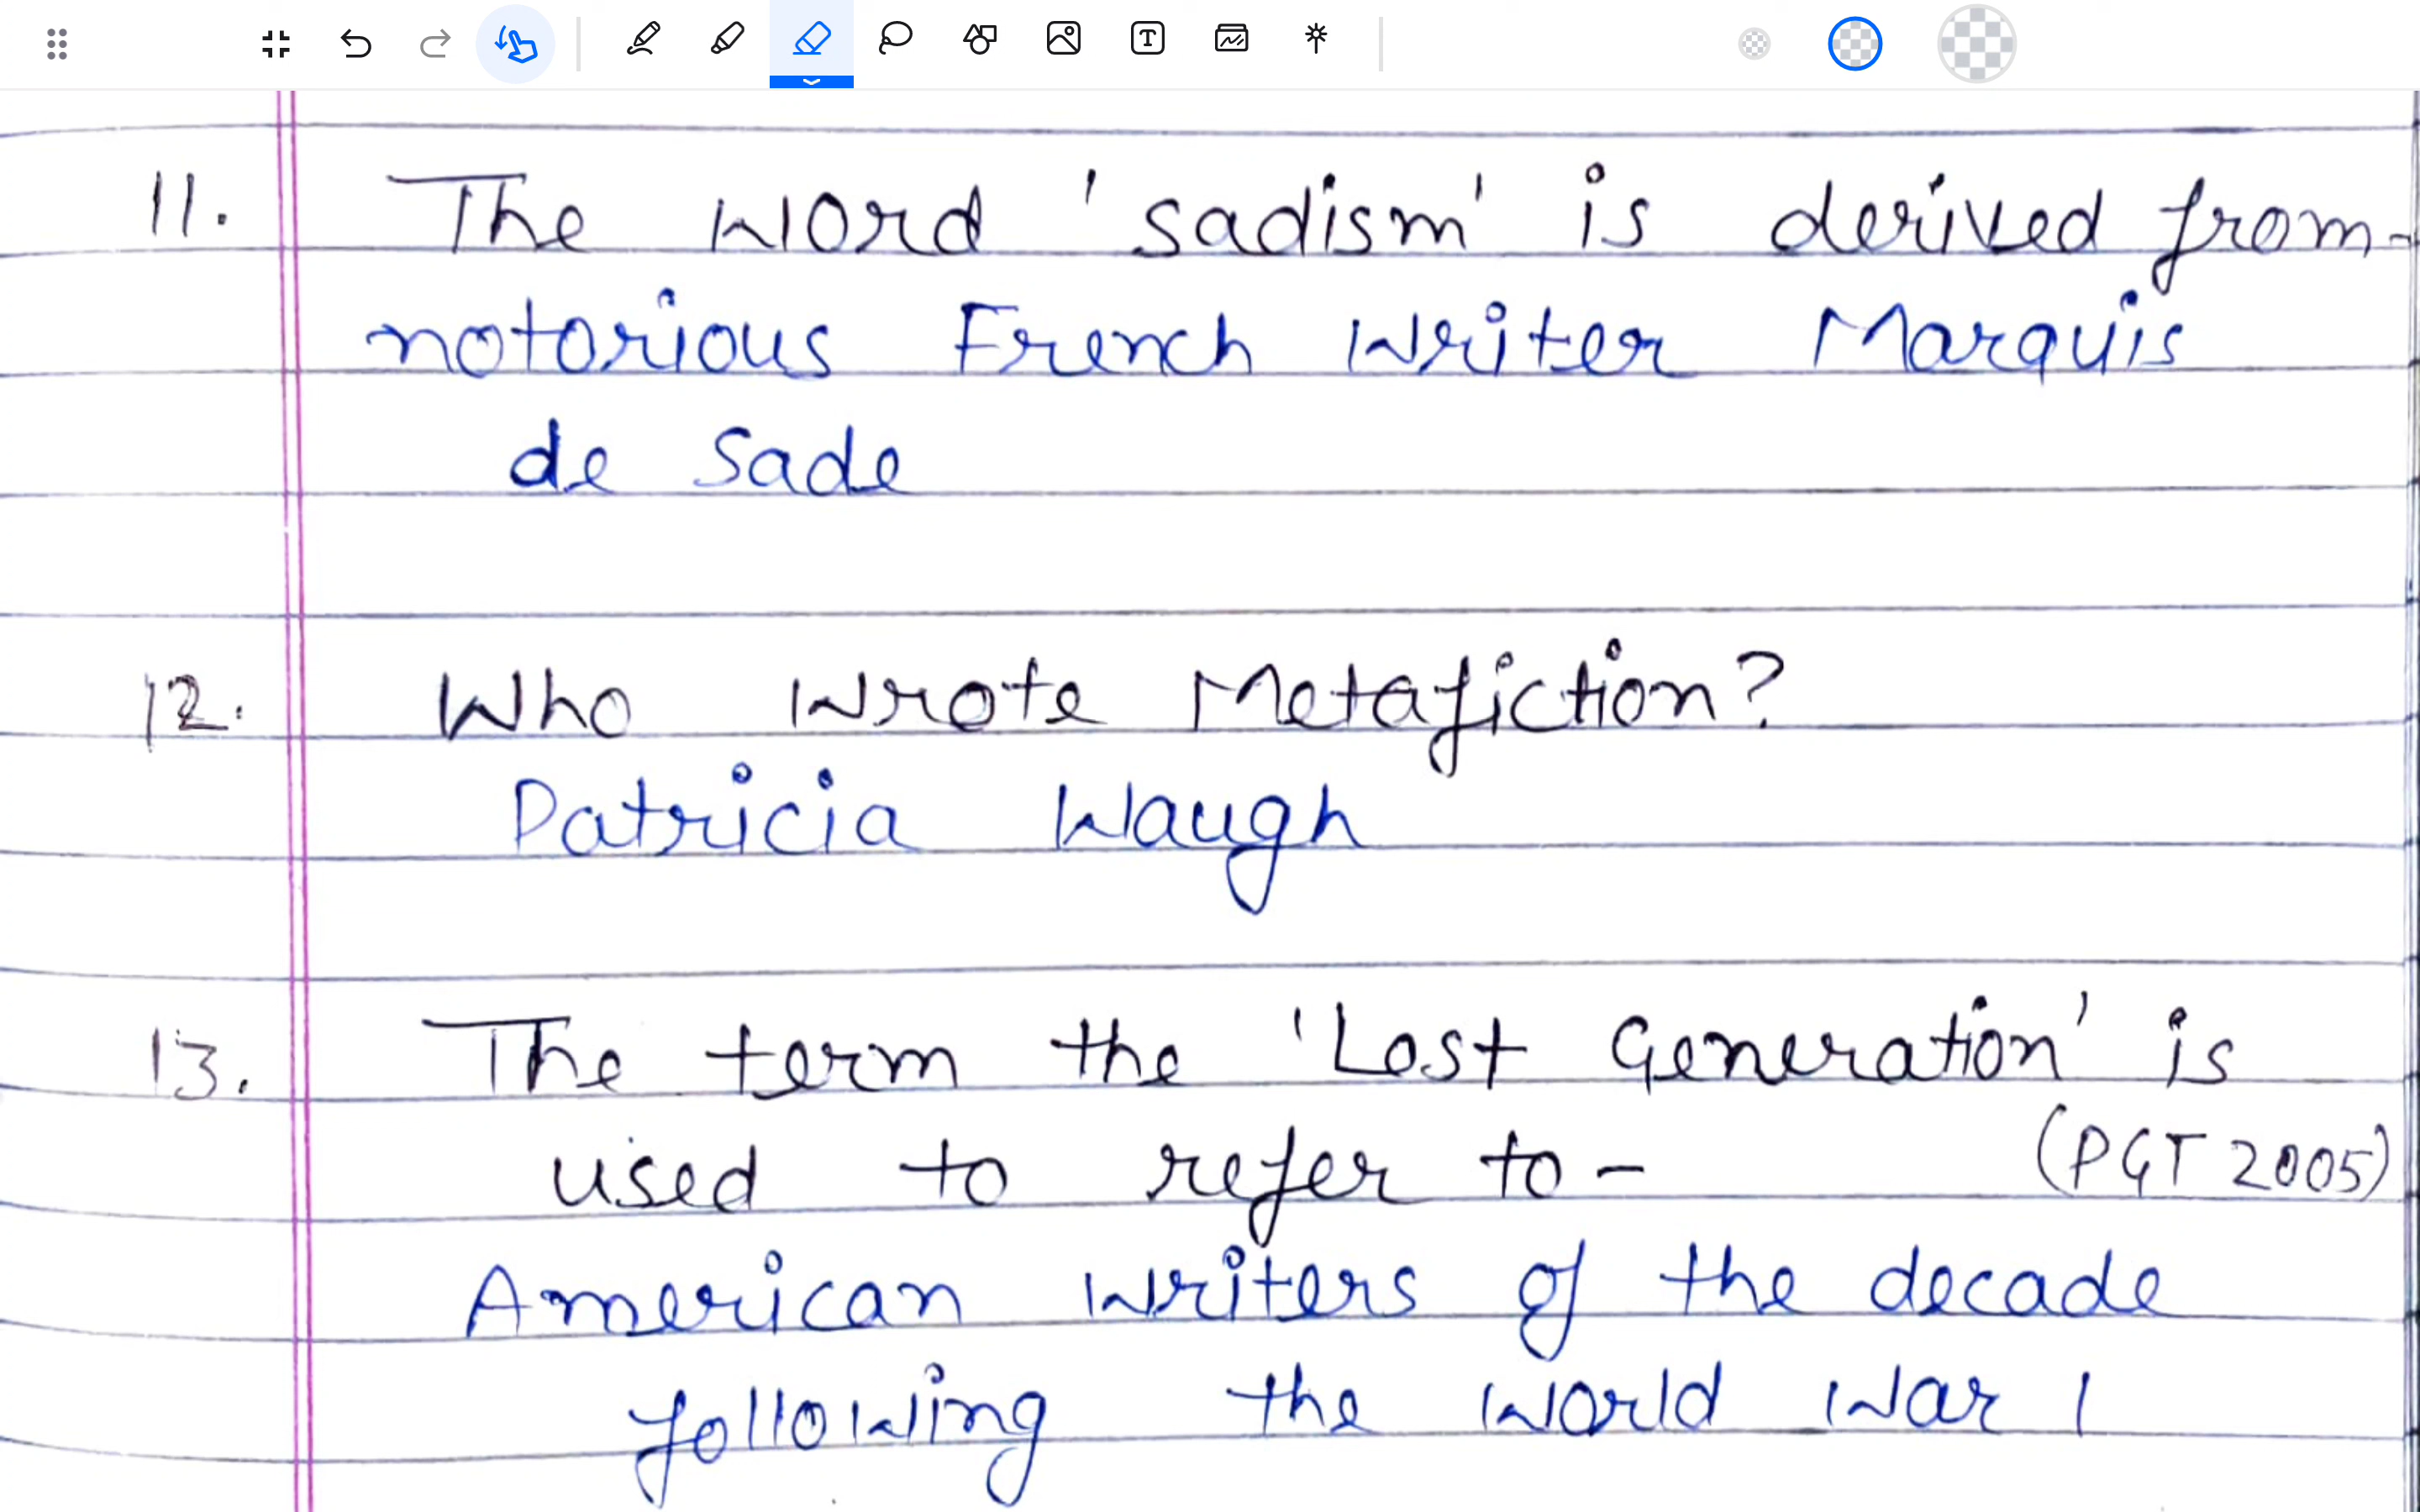 11. The word 'sadism' is derived from-
notorious French writer Marquis
de Sade
12. Who wrote Metafiction?
Patricia Waugh
13. The term the 'Lost Generation' is
used to refer to- (PGT 2005)
American writers of the decade
following the world war I